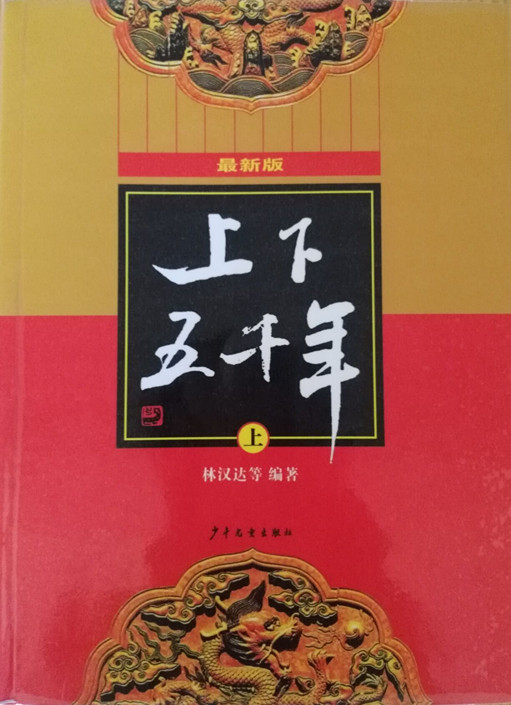 最新版
上下
五千年
上
林汉达等 编著
少年儿童出版社